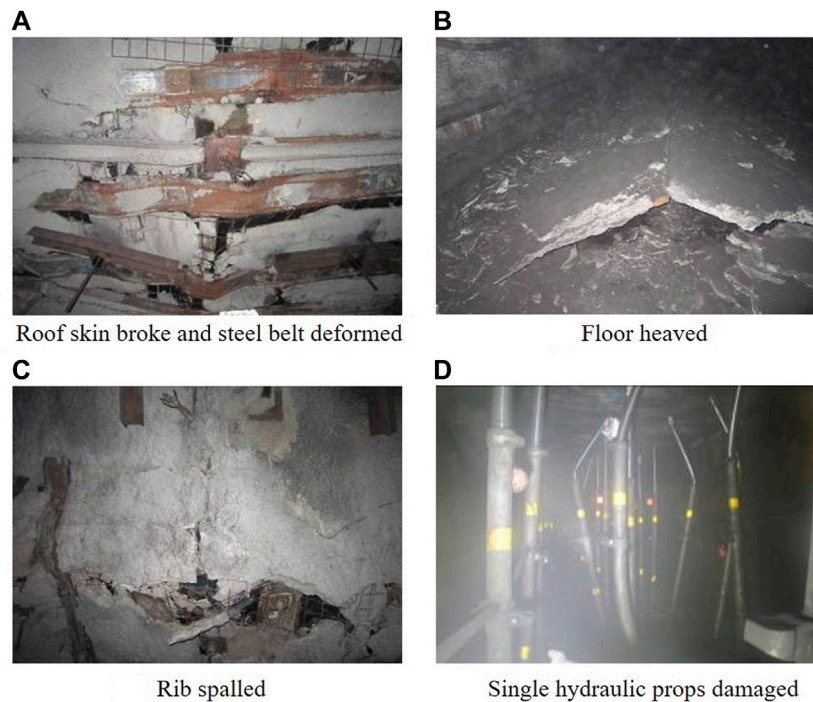 A
B
Roof skin broke and steel belt deformed
Floor heaved
C
D
Rib spalled
Single hydraulic props damaged